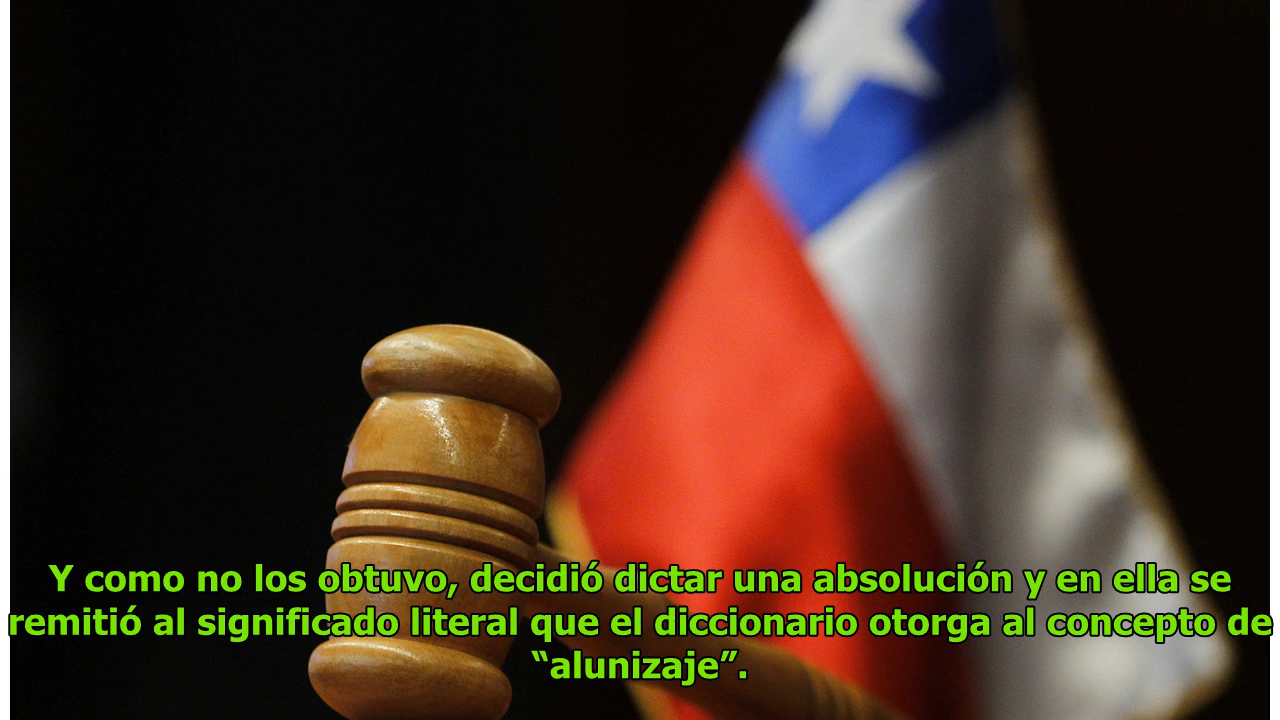 Y como no los obtuvo, decidió dictar una absolución y en ella se
remitió al significado literal que el diccionario otorga al concepto de
“alunizaje”.